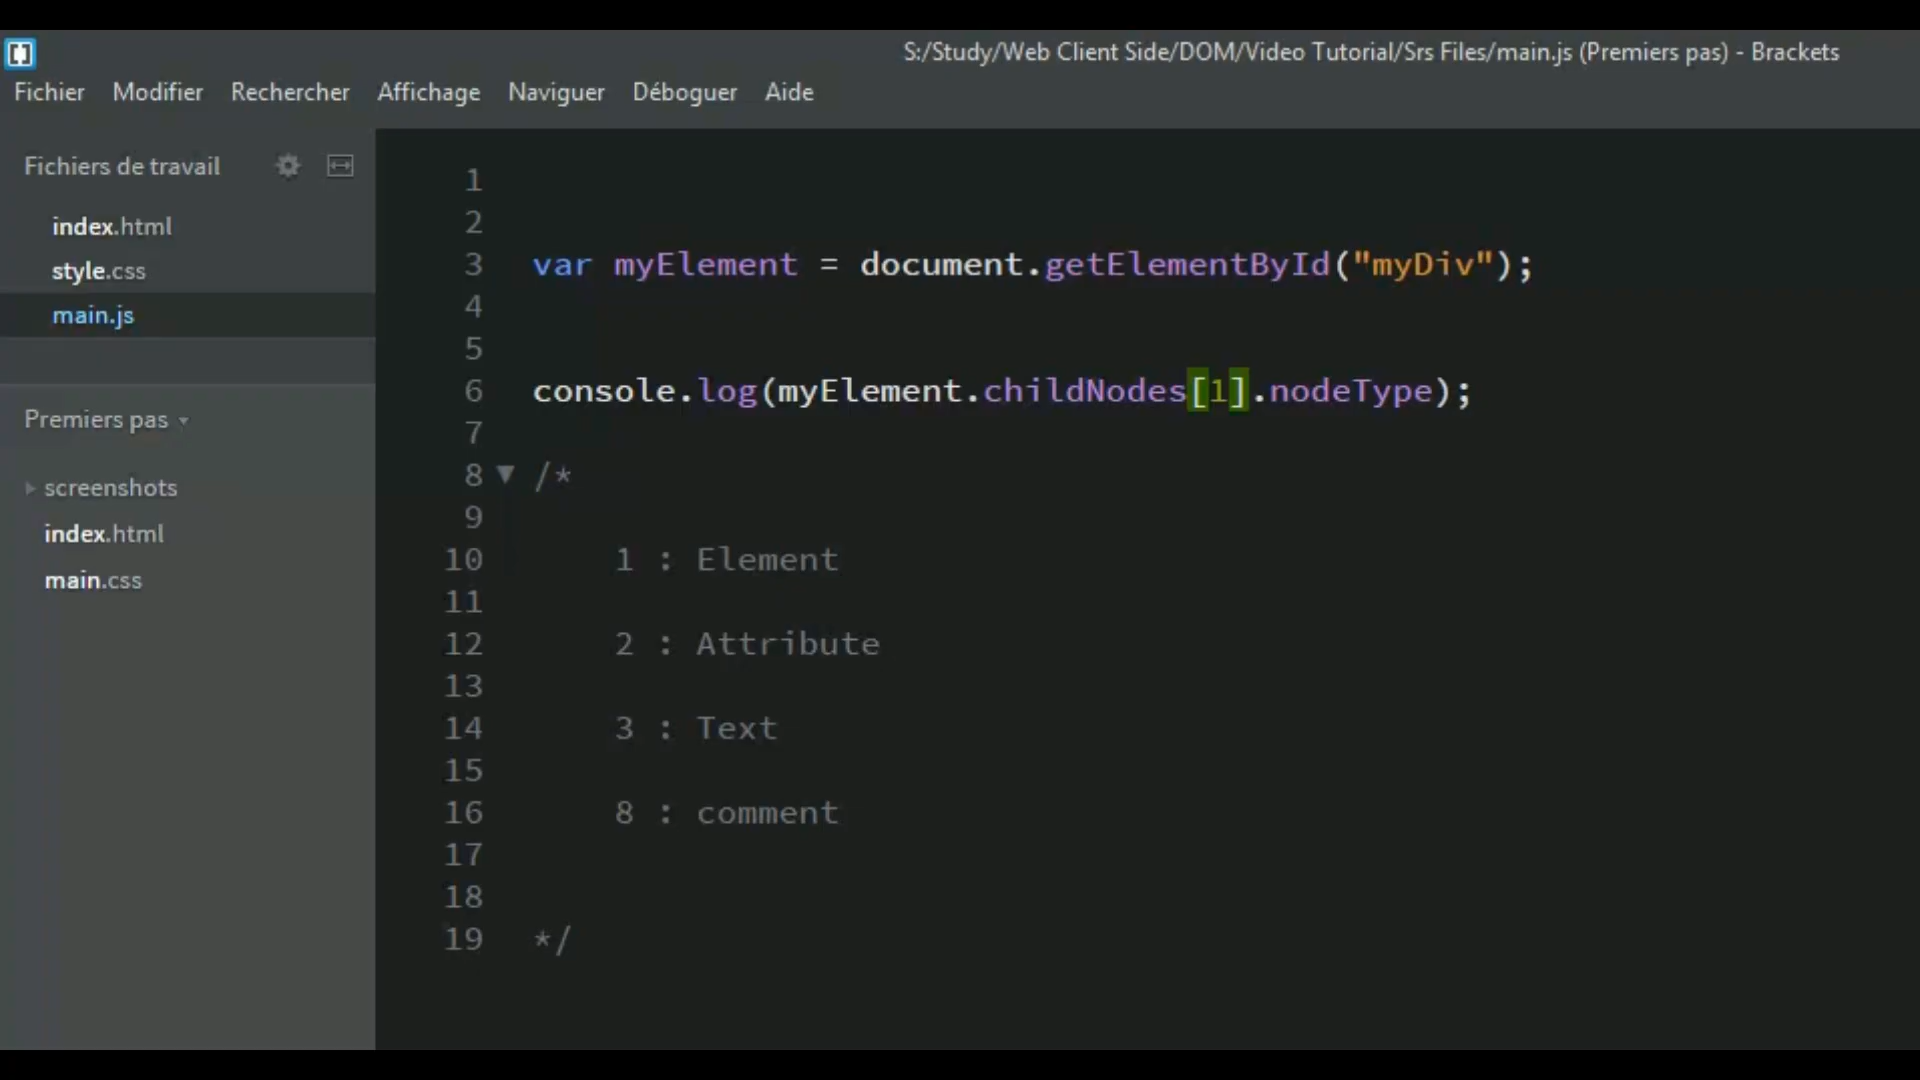 S:/Study/Web Client Side/DOM/Video Tutorial/Srs Files/main.js (Premiers pas) - Brackets
Fichier Modifier Rechercher Affichage Naviguer Déboguer Aide
Fichiers de travail
index.html
style.css
main.js
Premiers pas
screenshots
index.html
main.css
1
2
3 var myElement = document.getElementById("myDiv");
4
5
6 console.log(myElement.childNodes[1].nodeType);
7
8 /*
9
10 1 : Element
11
12 2 : Attribute
13
14 3 : Text
15
16 8 : comment
17
18
19 */